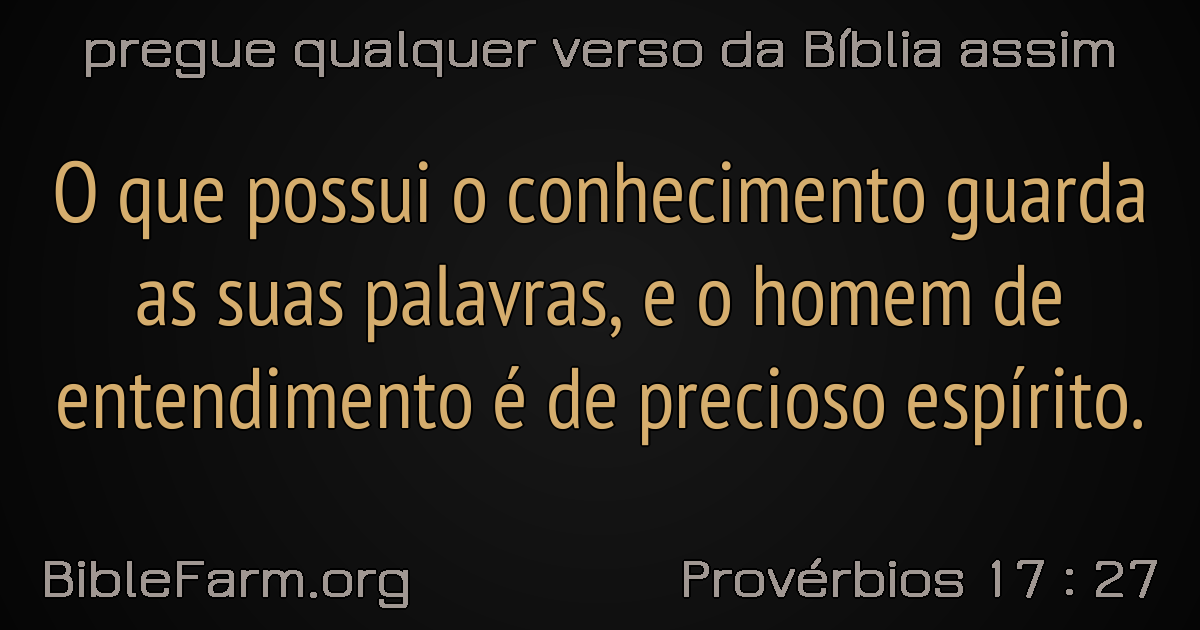 pregue qualquer verso da Bíblia assim
O que possui o conhecimento guarda
as suas palavras, e o homem de
entendimento é de precioso espírito.
BibleFarm.org
Provérbios 17 : 27